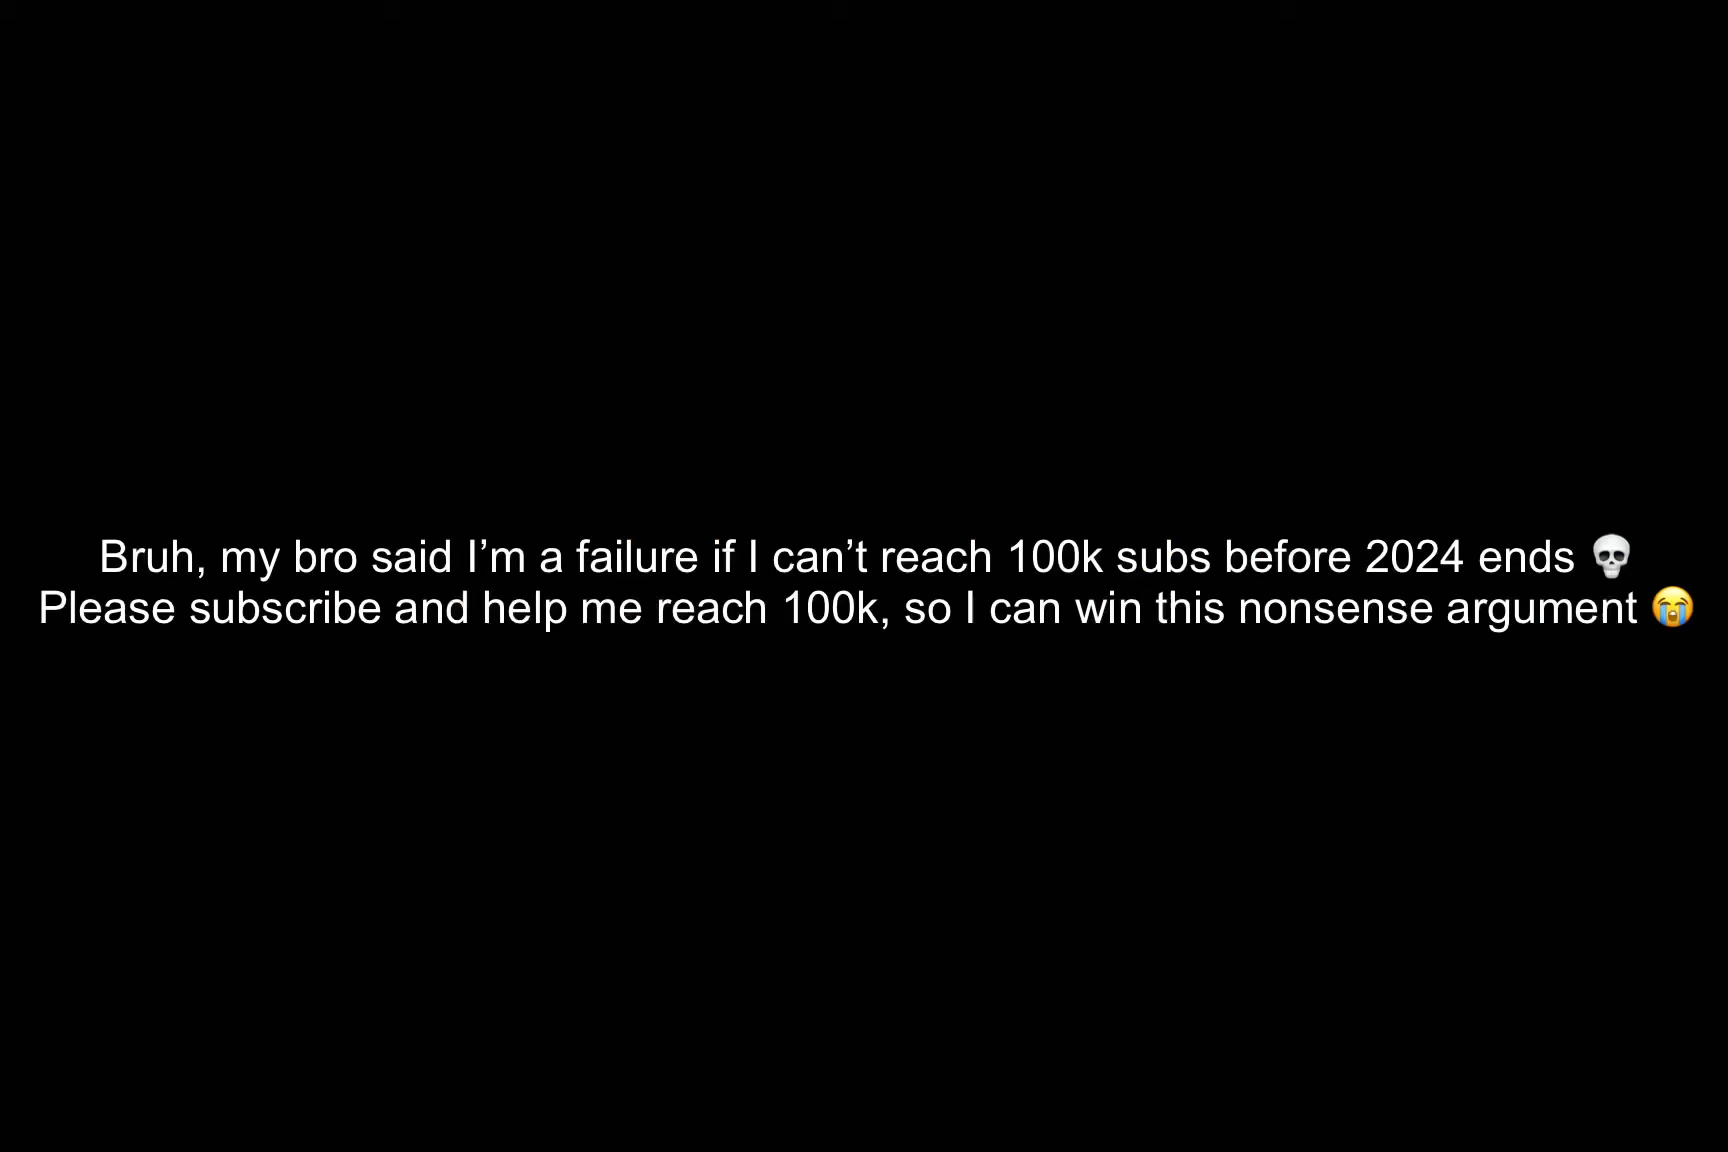 Bruh, my bro said I’m a failure if I can’t reach 100k subs before 2024 ends 💀
Please subscribe and help me reach 100k, so I can win this nonsense argument 😭